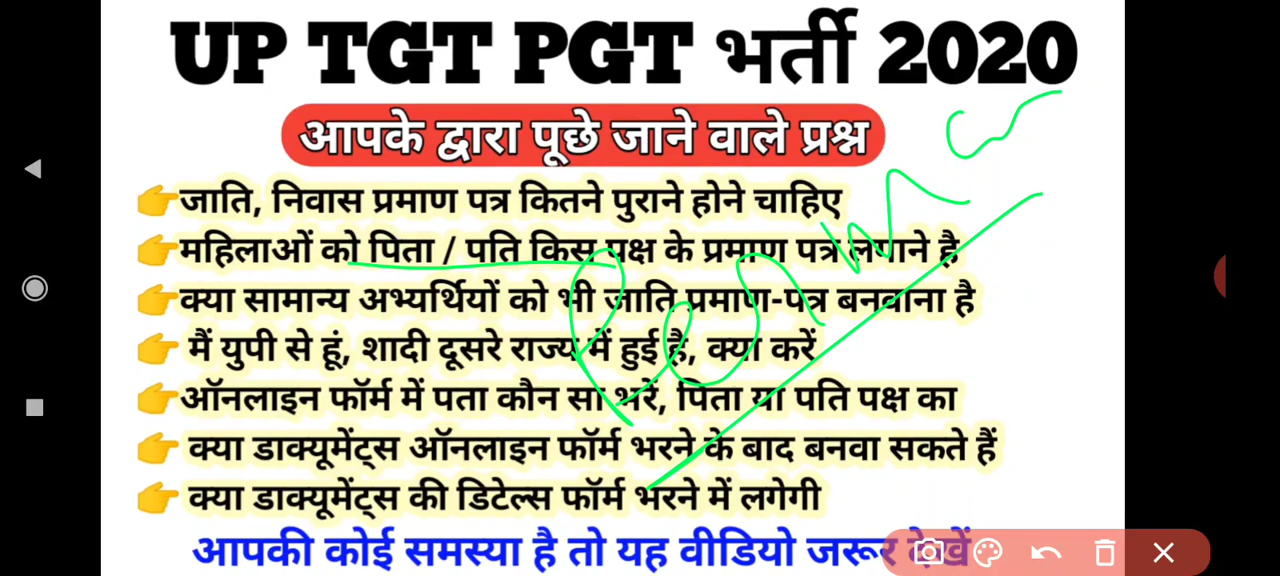 UP TGT PGT भर्ती 2020
आपके द्वारा पूछे जाने वाले प्रश्न
👉जाति, निवास प्रमाण पत्र कितने पुराने होने चाहिए
👉महिलाओं को पिता / पति किस पक्ष के प्रमाण पत्र लगाने है
👉क्या सामान्य अभ्यर्थियों को भी जाति प्रमाण-पत्र बनवाना है
👉 मैं युपी से हूं, शादी दूसरे राज्य में हुई है, क्या करें
👉ऑनलाइन फॉर्म में पता कौन सा भरें, पिता या पति पक्ष का
👉 क्या डाक्यूमेंट्स ऑनलाइन फॉर्म भरने के बाद बनवा सकते हैं
👉 क्या डाक्यूमेंट्स की डिटेल्स फॉर्म भरने में लगेगी
आपकी कोई समस्या है तो यह वीडियो जरूर देखें